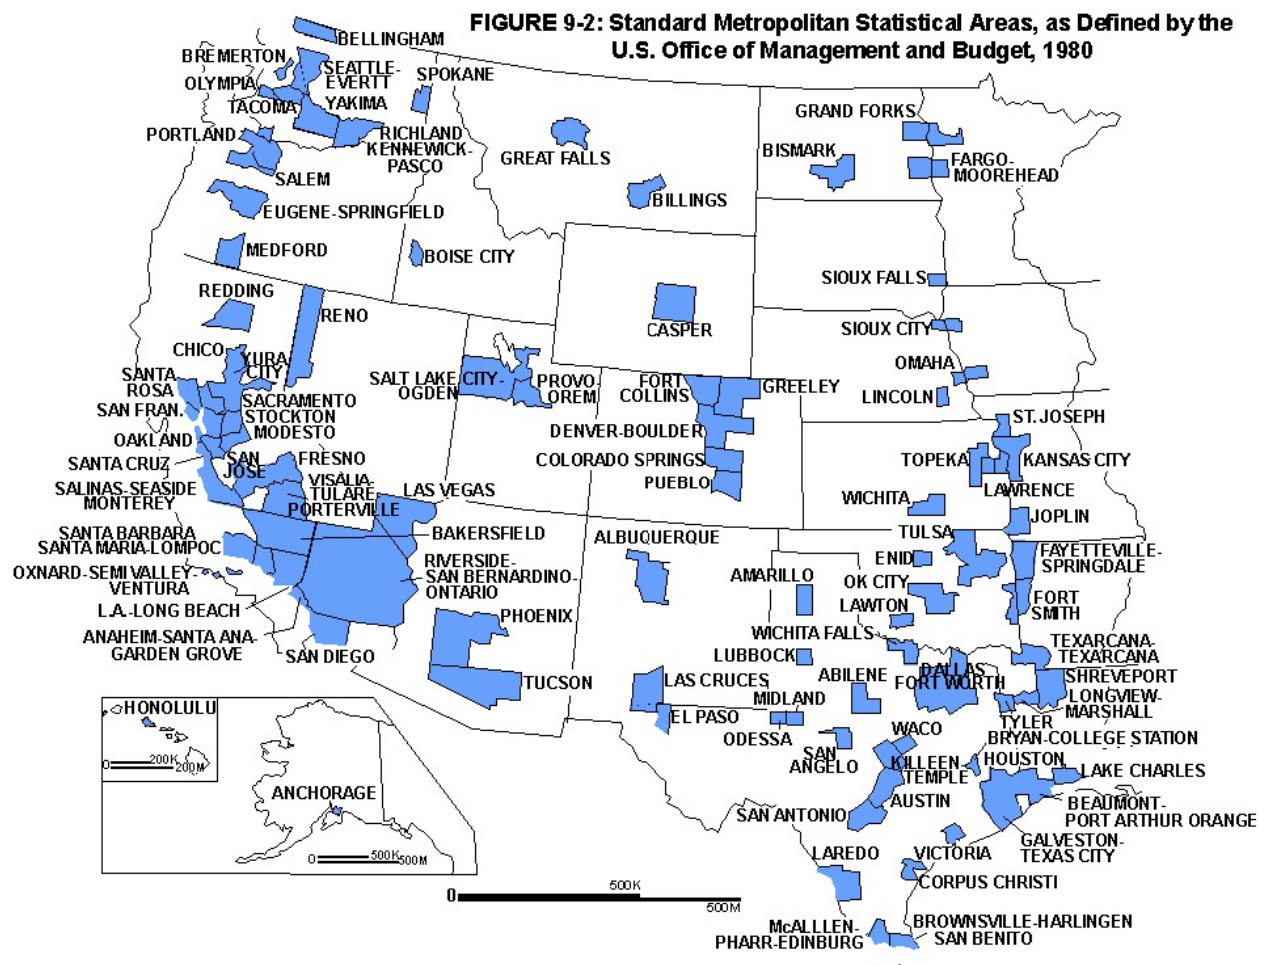 FIGURE 9-2: Standard Metropolitan Statistical Areas, as Defined by the
U.S. Office of Management and Budget, 1980
BELLINGHAM
BREMERTON
SEATTLE-
EVERTT
OLYMPIA
TACOMA
YAKIMA
SPOKANE
PORTLAND
RICHLAND
KENNEWICK-
PASCO
SALEM
EUGENE-SPRINGFIELD
MEDFORD
BOISE CITY
GREAT FALLS
BILLINGS
GRAND FORKS
BISMARK
FARGO-
MOOREHEAD
SIOUX FALLS
SIOUX CITY
OMAHA
LINCOLN
CASPER
REDDING
RENO
CHICO
YURA
CITY
SANTA
ROSA
SAN FRAN.
SACRAMENTO
STOCKTON
MODESTO
OAKLAND
SANTA CRUZ
SAN
JOSE
FRESNO
SALINAS-SEASIDE
MONTEREY
VISALIA-
TULARE
PORTERVILLE
LAS VEGAS
SALT LAKE CITY-
OGDEN
PROVO-
OREM
FORT
COLLINS
GREELEY
DENVER-BOULDER
COLORADO SPRINGS
PUEBLO
ST. JOSEPH
TOPEKA
KANSAS CITY
LAWRENCE
WICHITA
JOPLIN
SANTA BARBARA
SANTA MARIA-LOMPOC
BAKERSFIELD
OXNARD-SEMI VALLEY-
VENTURA
RIVERSIDE-
SAN BERNARDINO-
ONTARIO
L.A.-LONG BEACH
ANAHEIM-SANTA ANA-
GARDEN GROVE
SAN DIEGO
PHOENIX
TUCSON
ALBUQUERQUE
TULSA
ENID
OK CITY
LAWTON
FAYETTEVILLE-
SPRINGDALE
FORT
SMITH
AMARILLO
WICHITA FALLS
LUBBOCK
ABILENE
DALLAS
FORT WORTH
TEXARCANA-
TEXARCANA
SHREVEPORT
LONGVIEW-
MARSHALL
TYLER
LAS CRUCES
EL PASO
MIDLAND
ODESSA
SAN
ANGELO
WACO
KILLEEN-
TEMPLE
BRYAN-COLLEGE STATION
HOUSTON
LAKE CHARLES
AUSTIN
SAN ANTONIO
BEAUMONT-
PORT ARTHUR ORANGE
GALVESTON-
TEXAS CITY
LAREDO
VICTORIA
CORPUS CHRISTI
McALLLEN-
PHARR-EDINBURG
BROWNSVILLE-HARLINGEN
SAN BENITO
HONOLULU
0
200K
200M
ANCHORAGE
0
500K
500M
0
500K
500M